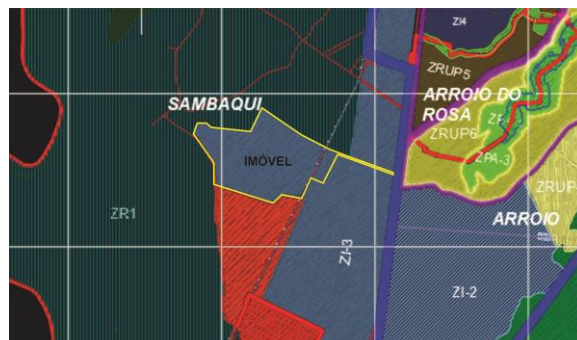 ZI4
ZRUP5
SAMBAQUI
ARROIO DO
ROSA
ZRUP6
IMÓVEL
ZPA-3
ZR1
ZRUP
ARROIO
ZI-3
ZI-2